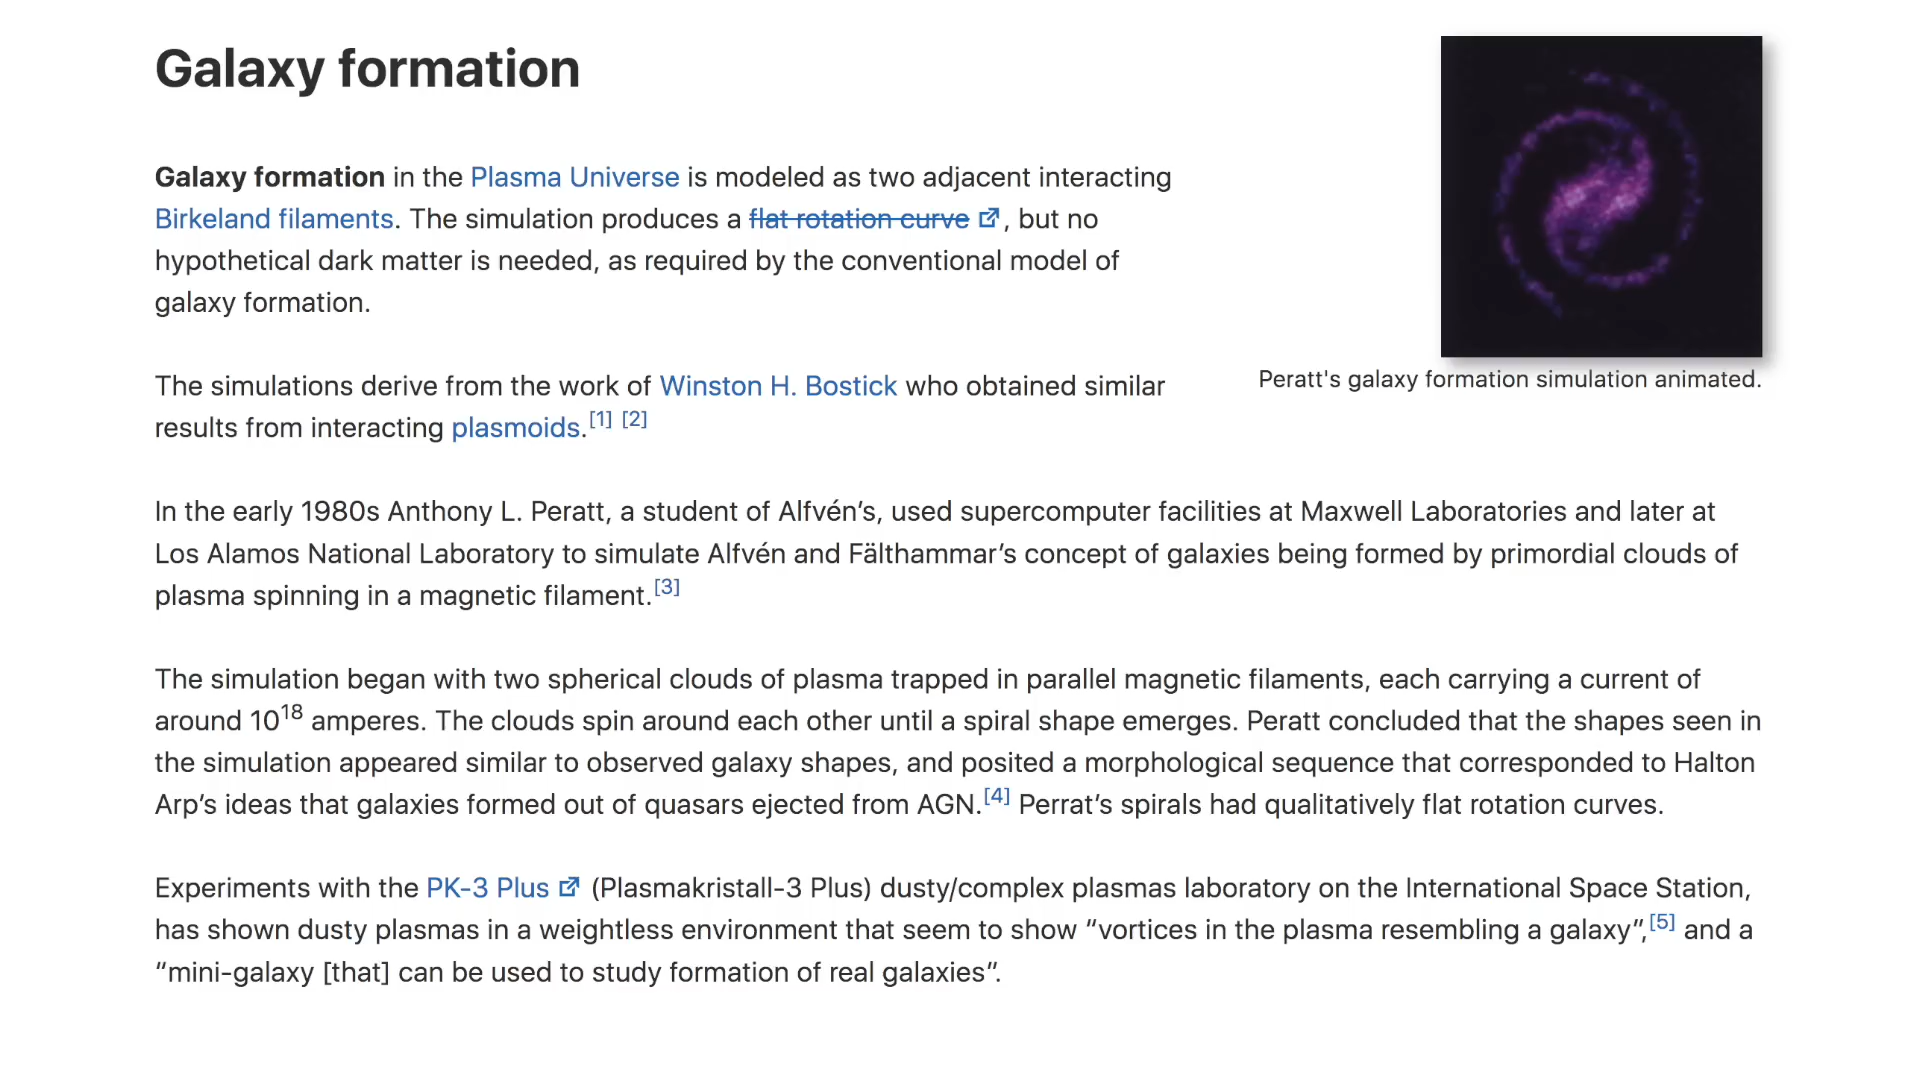 Galaxy formation
Galaxy formation in the Plasma Universe is modeled as two adjacent interacting
Birkeland filaments. The simulation produces a flat rotation curve, but no
hypothetical dark matter is needed, as required by the conventional model of
galaxy formation.
Peratt's galaxy formation simulation animated.
The simulations derive from the work of Winston H. Bostick who obtained similar
results from interacting plasmoids.[1] [2]
In the early 1980s Anthony L. Peratt, a student of Alfvén’s, used supercomputer facilities at Maxwell Laboratories and later at
Los Alamos National Laboratory to simulate Alfvén and Fälthammar’s concept of galaxies being formed by primordial clouds of
plasma spinning in a magnetic filament.[3]
The simulation began with two spherical clouds of plasma trapped in parallel magnetic filaments, each carrying a current of
around 10^18 amperes. The clouds spin around each other until a spiral shape emerges. Peratt concluded that the shapes seen in
the simulation appeared similar to observed galaxy shapes, and posited a morphological sequence that corresponded to Halton
Arp’s ideas that galaxies formed out of quasars ejected from AGN.[4] Perrat’s spirals had qualitatively flat rotation curves.
Experiments with the PK-3 Plus (Plasmakristall-3 Plus) dusty/complex plasmas laboratory on the International Space Station,
has shown dusty plasmas in a weightless environment that seem to show “vortices in the plasma resembling a galaxy”,[5] and a
“mini-galaxy [that] can be used to study formation of real galaxies”.